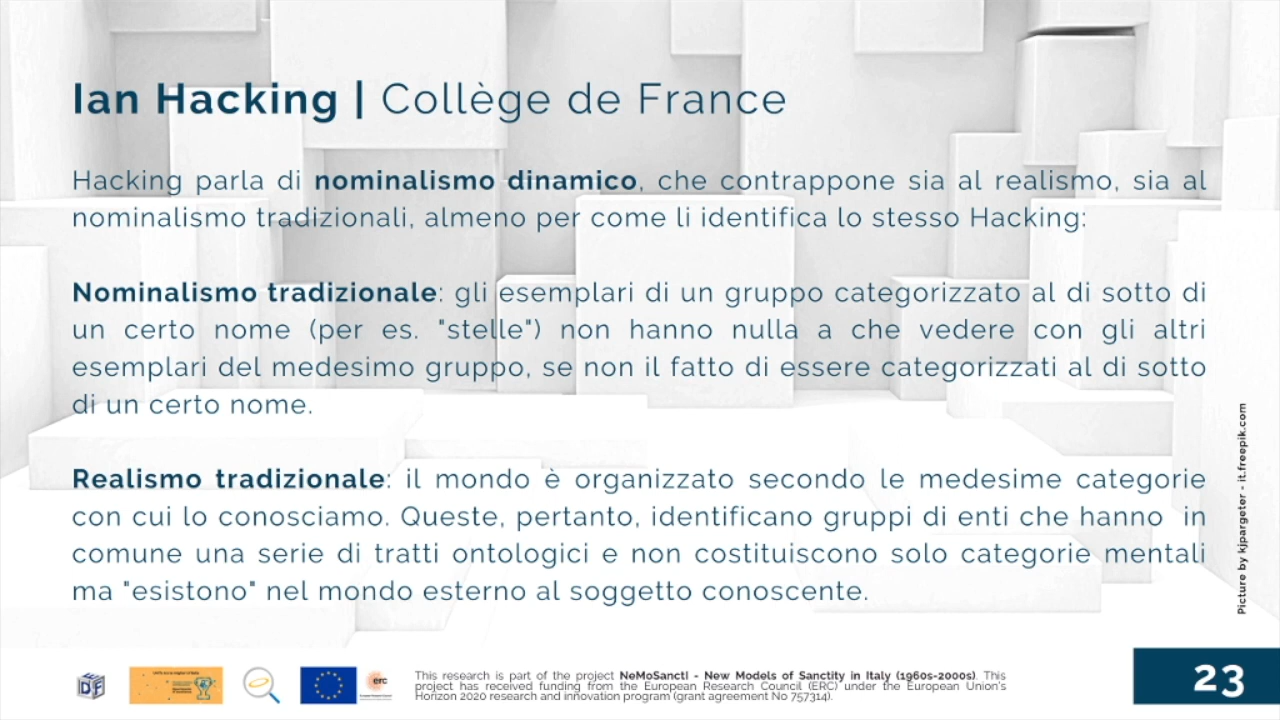 Ian Hacking | Collège de France
Hacking parla di nominalismo dinamico, che contrappone sia al realismo, sia al
nominalismo tradizionali, almeno per come li identifica lo stesso Hacking:
Nominalismo tradizionale: gli esemplari di un gruppo categorizzato al di sotto di
un certo nome (per es. "stelle") non hanno nulla a che vedere con gli altri
esemplari del medesimo gruppo, se non il fatto di essere categorizzati al di sotto
di un certo nome.
Realismo tradizionale: il mondo è organizzato secondo le medesime categorie
con cui lo conosciamo. Queste, pertanto, identificano gruppi di enti che hanno in
comune una serie di tratti ontologici e non costituiscono solo categorie mentali
ma "esistono" nel mondo esterno al soggetto conoscente.
Picture by kjpargeter - it.freepik.com
erc
This research is part of the project NeMoSanctI - New Models of Sanctity in Italy (1960s-2000s). This
project has received funding from the European Research Council (ERC) under the European Union's
Horizon 2020 research and innovation program (grant agreement No 757314).
23